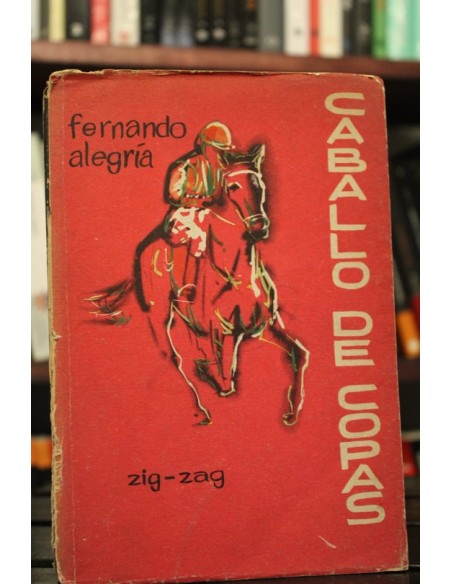 fernando
alegría
CABALLO DE COPAS
zig-zag